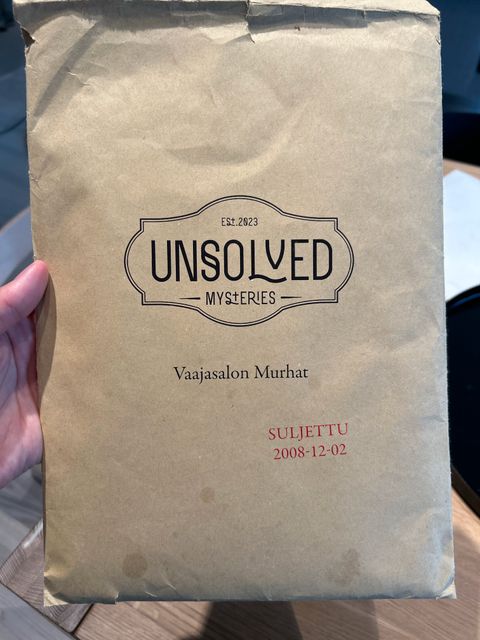 EST.2023
UNSOLVED
MYSTERIES
Vaajasalon Murhat
SULJETTU
2008-12-02